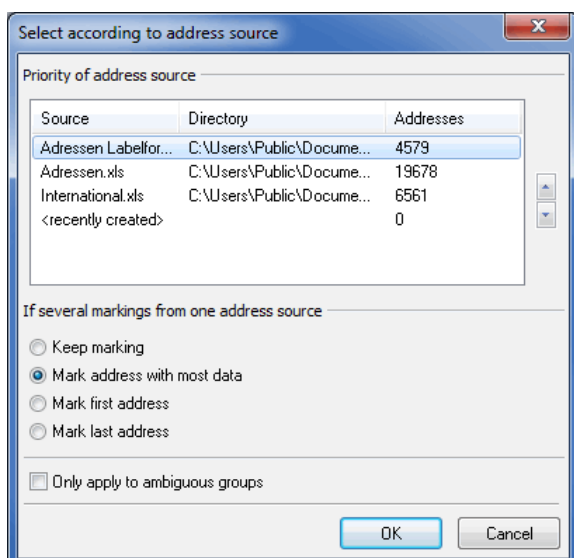 Select according to address source
Priority of address source
Source Directory Addresses
Adressen Labelfor... C:\Users\Public\Docume... 4579
Adressen.xls C:\Users\Public\Docume... 19678
International.xls C:\Users\Public\Docume... 6561
<recently created> 0
If several markings from one address source
Keep marking
Mark address with most data
Mark first address
Mark last address
Only apply to ambiguous groups
OK Cancel